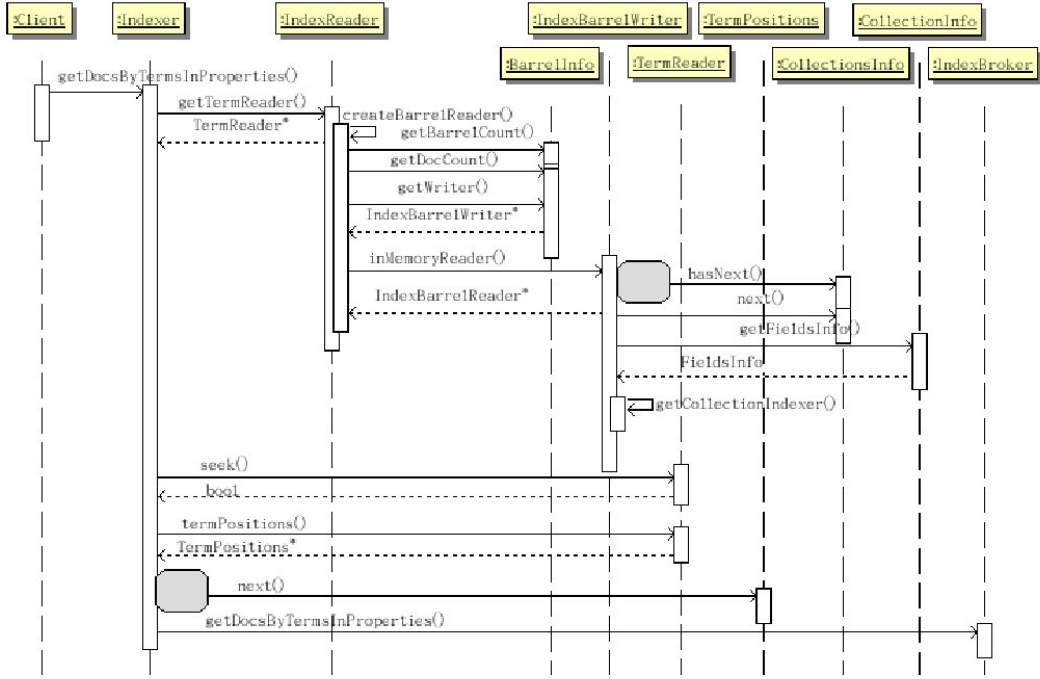 :Client :Indexer :IndexReader :IndexBarrelWriter :TermPositions :CollectionInfo
:BarrelInfo :TermReader :CollectionsInfo :IndexBroker
getDocsByTermsInProperties()
getTermReader()
createBarrelReader()
TermReader*
getBarrelCount()
getDocCount()
getWriter()
IndexBarrelWriter*
inMemoryReader()
hasNext()
IndexBarrelReader*
next()
getFieldsInfo()
FieldsInfo
getCollectionIndexer()
seek()
bool
termPositions()
TermPositions*
next()
getDocsByTermsInProperties()